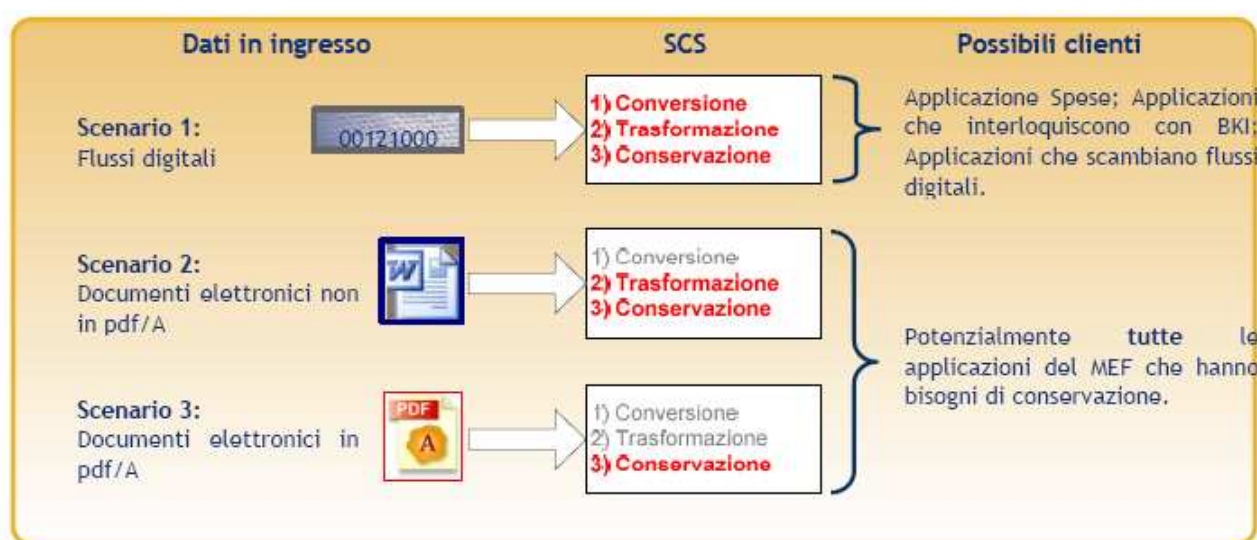 Dati in ingresso
SCS
Possibili clienti
Scenario 1:
Flussi digitali
00121000
1) Conversione
2) Trasformazione
3) Conservazione
Applicazione Spese; Applicazioni
che interloquiscono con BKI;
Applicazioni che scambiano flussi
digitali.
Scenario 2:
Documenti elettronici non
in pdf/A
W
1) Conversione
2) Trasformazione
3) Conservazione
Scenario 3:
Documenti elettronici in
pdf/A
PDF
A
1) Conversione
2) Trasformazione
3) Conservazione
Potenzialmente tutte le
applicazioni del MEF che hanno
bisogni di conservazione.